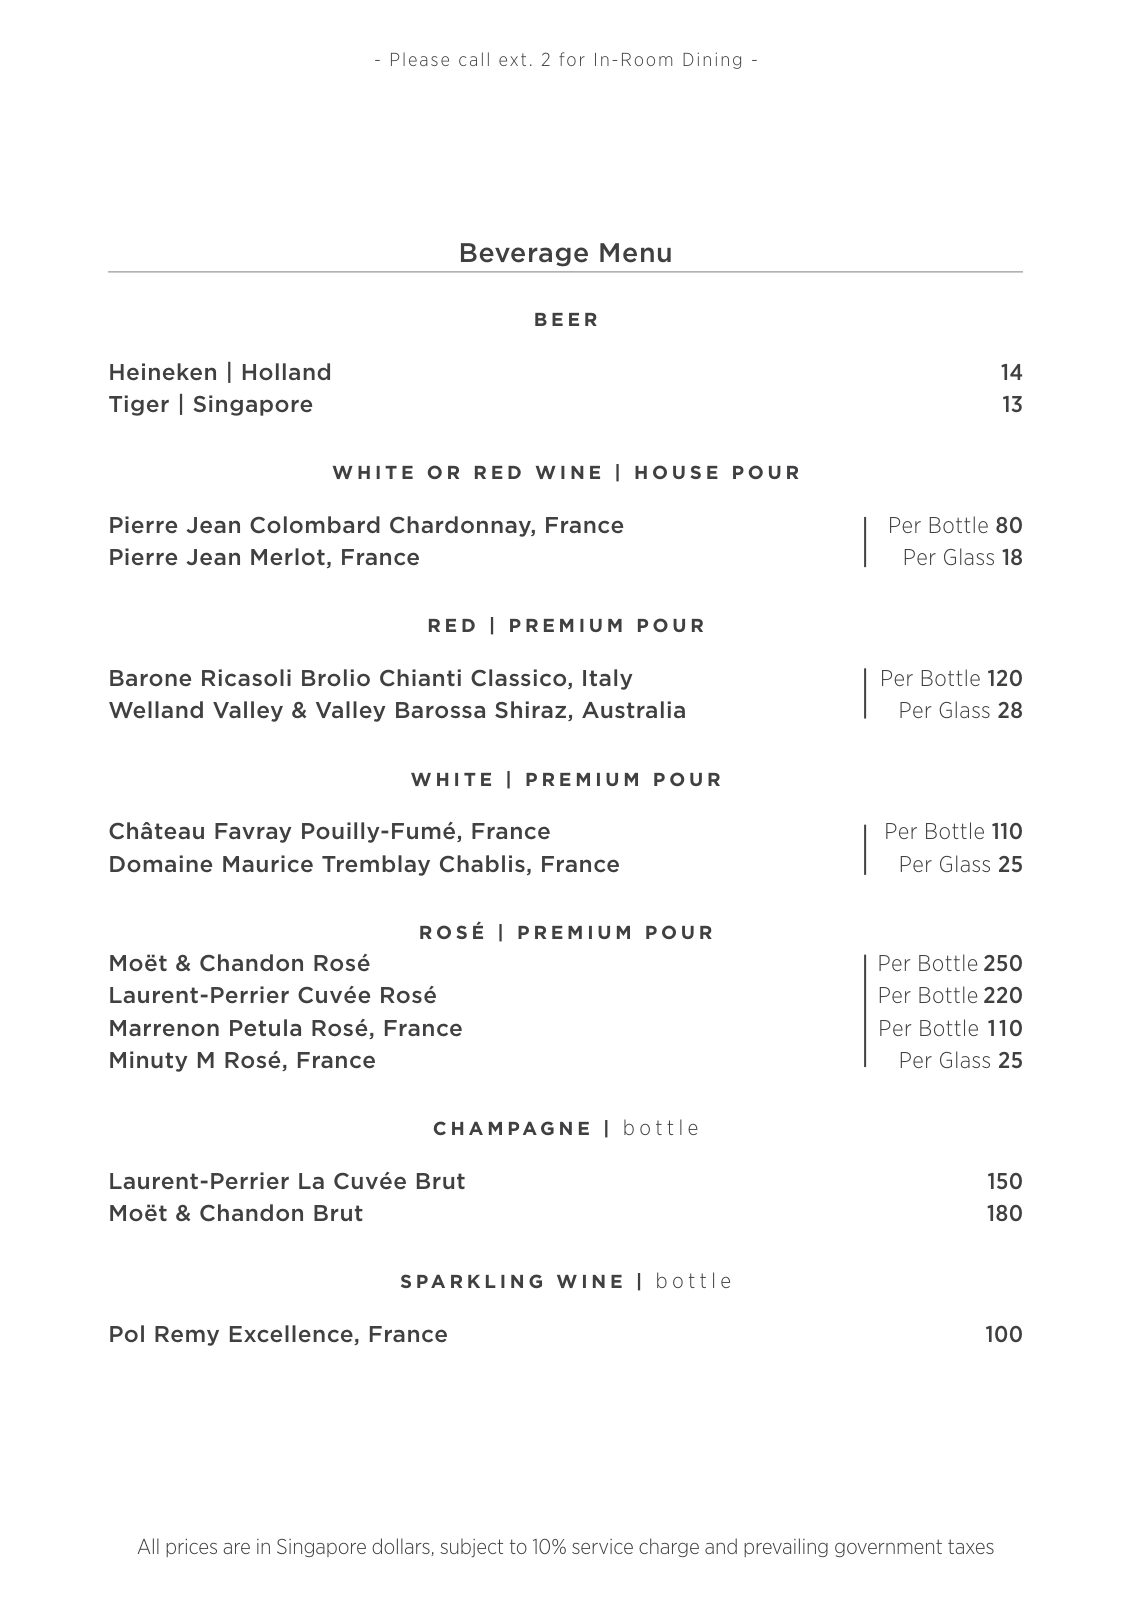 - Please call ext. 2 for In-Room Dining -
Beverage Menu
BEER
Heineken | Holland 14
Tiger | Singapore 13
WHITE OR RED WINE | HOUSE POUR
Pierre Jean Colombard Chardonnay, France | Per Bottle 80
Pierre Jean Merlot, France | Per Glass 18
RED | PREMIUM POUR
Barone Ricasoli Brolio Chianti Classico, Italy | Per Bottle 120
Welland Valley & Valley Barossa Shiraz, Australia | Per Glass 28
WHITE | PREMIUM POUR
Château Favray Pouilly-Fumé, France | Per Bottle 110
Domaine Maurice Tremblay Chablis, France | Per Glass 25
ROSÉ | PREMIUM POUR
Moët & Chandon Rosé | Per Bottle 250
Laurent-Perrier Cuvée Rosé | Per Bottle 220
Marrenon Petula Rosé, France | Per Bottle 110
Minuty M Rosé, France | Per Glass 25
CHAMPAGNE | bottle
Laurent-Perrier La Cuvée Brut 150
Moët & Chandon Brut 180
SPARKLING WINE | bottle
Pol Remy Excellence, France 100
All prices are in Singapore dollars, subject to 10% service charge and prevailing government taxes